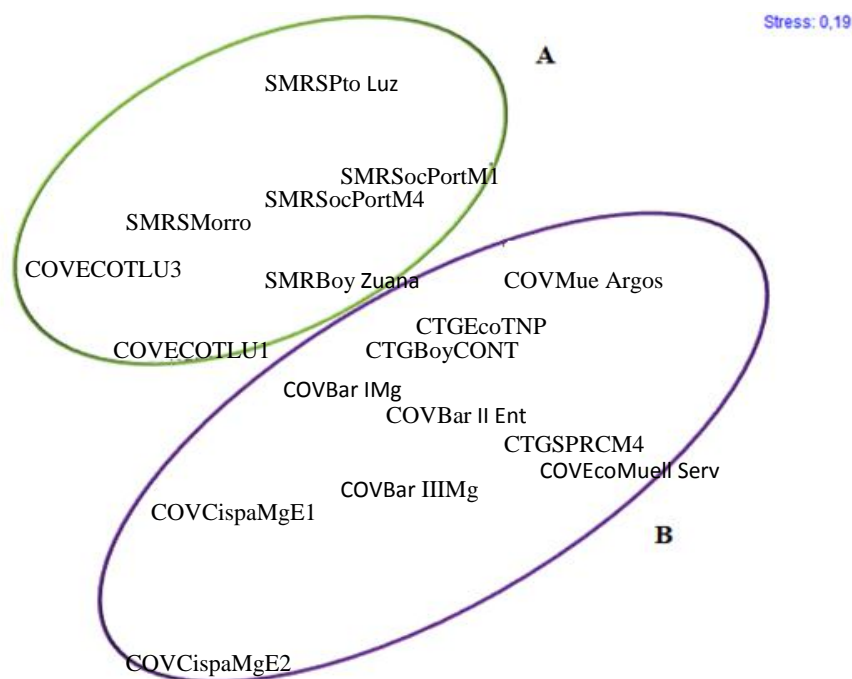 Stress: 0,19
A
SMRSPto Luz
SMRSocPortM1
SMRSocPortM4
SMRSMorro
COVECOTLU3
SMRBoy Zuana
COVMue Argos
CTGEcoTNP
COVECOTLU1
CTGBoyCONT
COVBar IMg
COVBar II Ent
CTGSPRCM4
COVEcoMuell Serv
COVBar IIIMg
COVCispaMgE1
B
COVCispaMgE2